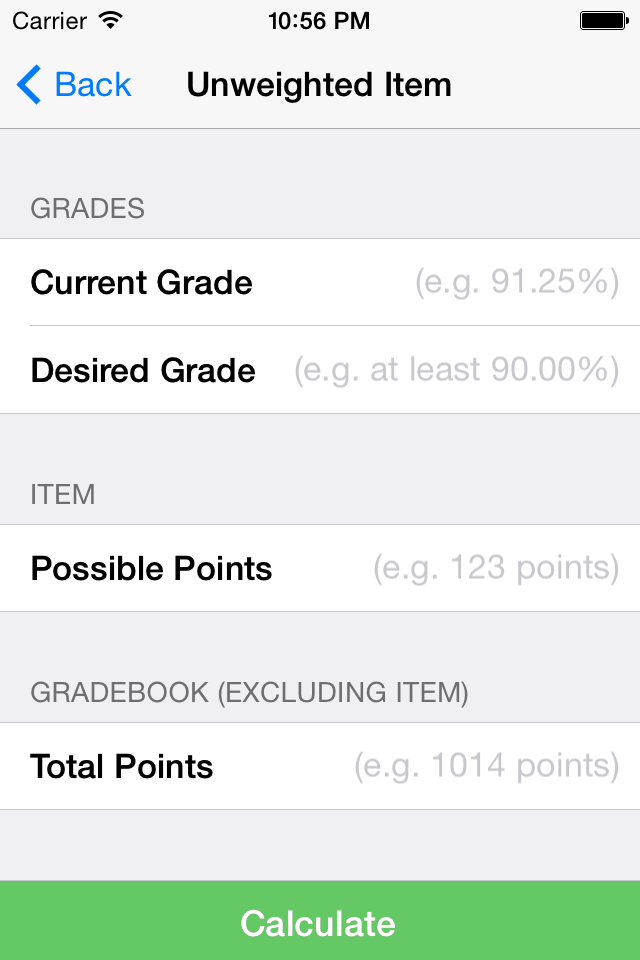 Carrier 10:56 PM
Back Unweighted Item
GRADES
Current Grade (e.g. 91.25%)
Desired Grade (e.g. at least 90.00%)
ITEM
Possible Points (e.g. 123 points)
GRADEBOOK (EXCLUDING ITEM)
Total Points (e.g. 1014 points)
Calculate